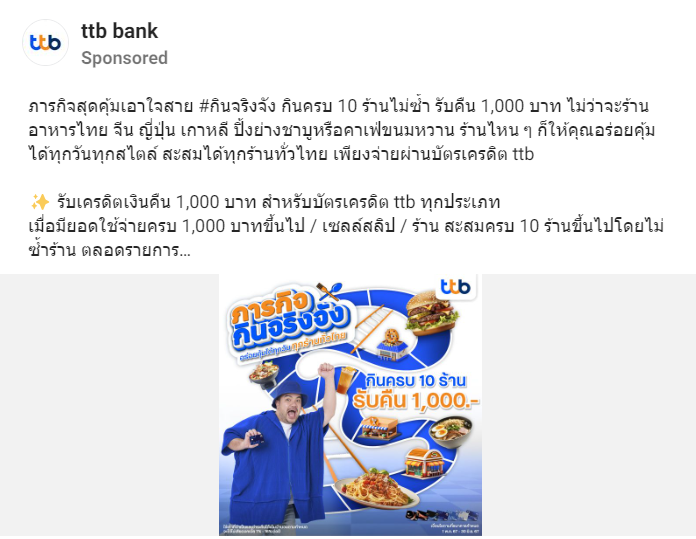 ttb
ttb bank
Sponsored
ภารกิจสุดคุ้มเอาใจสาย #กินจริงจัง กินครบ 10 ร้านไม่ซ้ำ รับคืน 1,000 บาท ไม่ว่าจะร้าน
อาหารไทย จีน ญี่ปุ่น เกาหลี ปิ้งย่างชาบูหรือคาเฟ่ขนมหวาน ร้านไหน ๆ ก็ให้คุณอร่อยคุ้ม
ได้ทุกวันทุกสไตล์ สะสมได้ทุกร้านทั่วไทย เพียงจ่ายผ่านบัตรเครดิต ttb
✨ รับเครดิตเงินคืน 1,000 บาท สำหรับบัตรเครดิต ttb ทุกประเภท
เมื่อมียอดใช้จ่ายครบ 1,000 บาทขึ้นไป / เซลล์สลิป / ร้าน สะสมครบ 10 ร้านขึ้นไปโดยไม่
ซ้ำร้าน ตลอดรายการ...
ttb
ภารกิจ
กินจริงจัง
อร่อยคุ้มได้ทุกวัน ทุกร้านทั่วไทย!
กินครบ 10 ร้าน
รับคืน 1,000.-